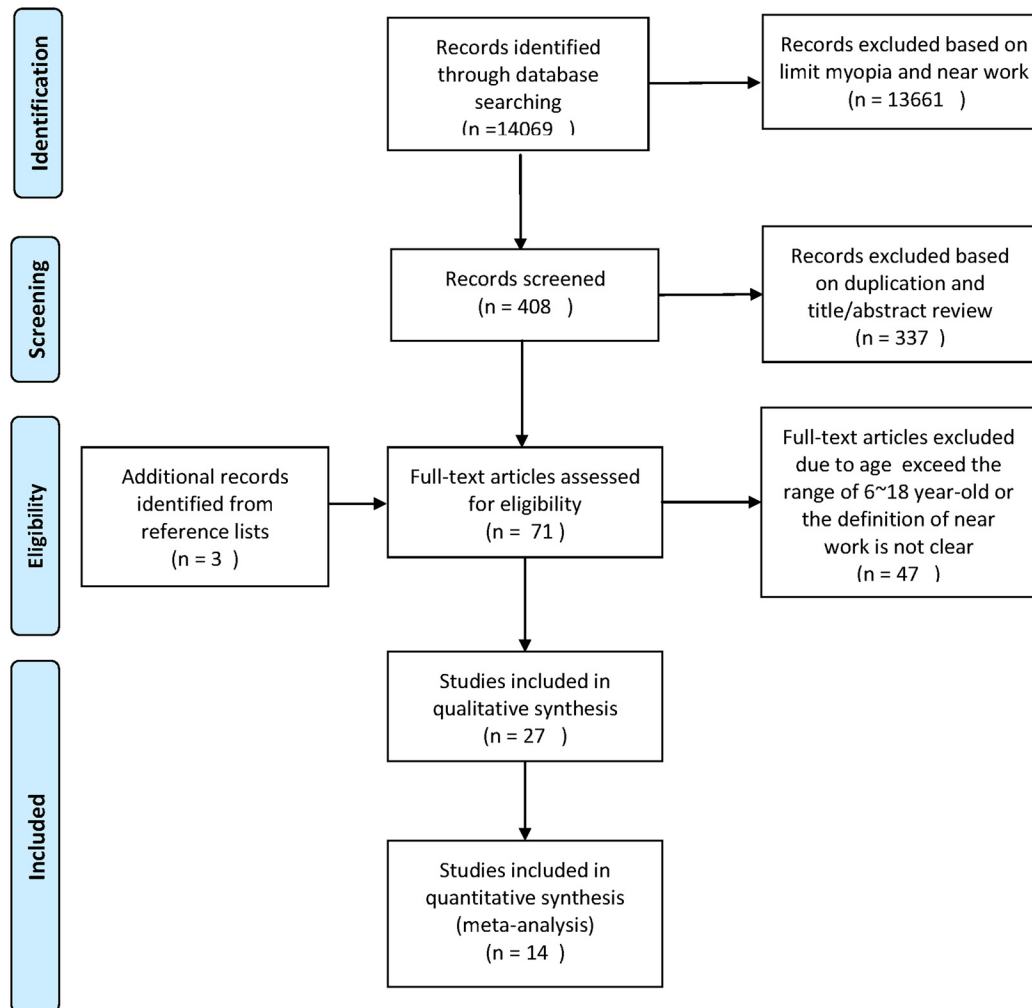 Identification
Records identified
through database
searching
(n =14069 )
Records excluded based on
limit myopia and near work
(n = 13661 )
Screening
Records screened
(n = 408 )
Records excluded based
on duplication and
title/abstract review
(n = 337 )
Eligibility
Additional records
identified from
reference lists
(n = 3 )
Full-text articles assessed
for eligibility
(n = 71 )
Full-text articles excluded
due to age exceed the
range of 6~18 year-old or
the definition of near
work is not clear
(n = 47 )
Included
Studies included in
qualitative synthesis
(n = 27 )
Studies included in
quantitative synthesis
(meta-analysis)
(n = 14 )